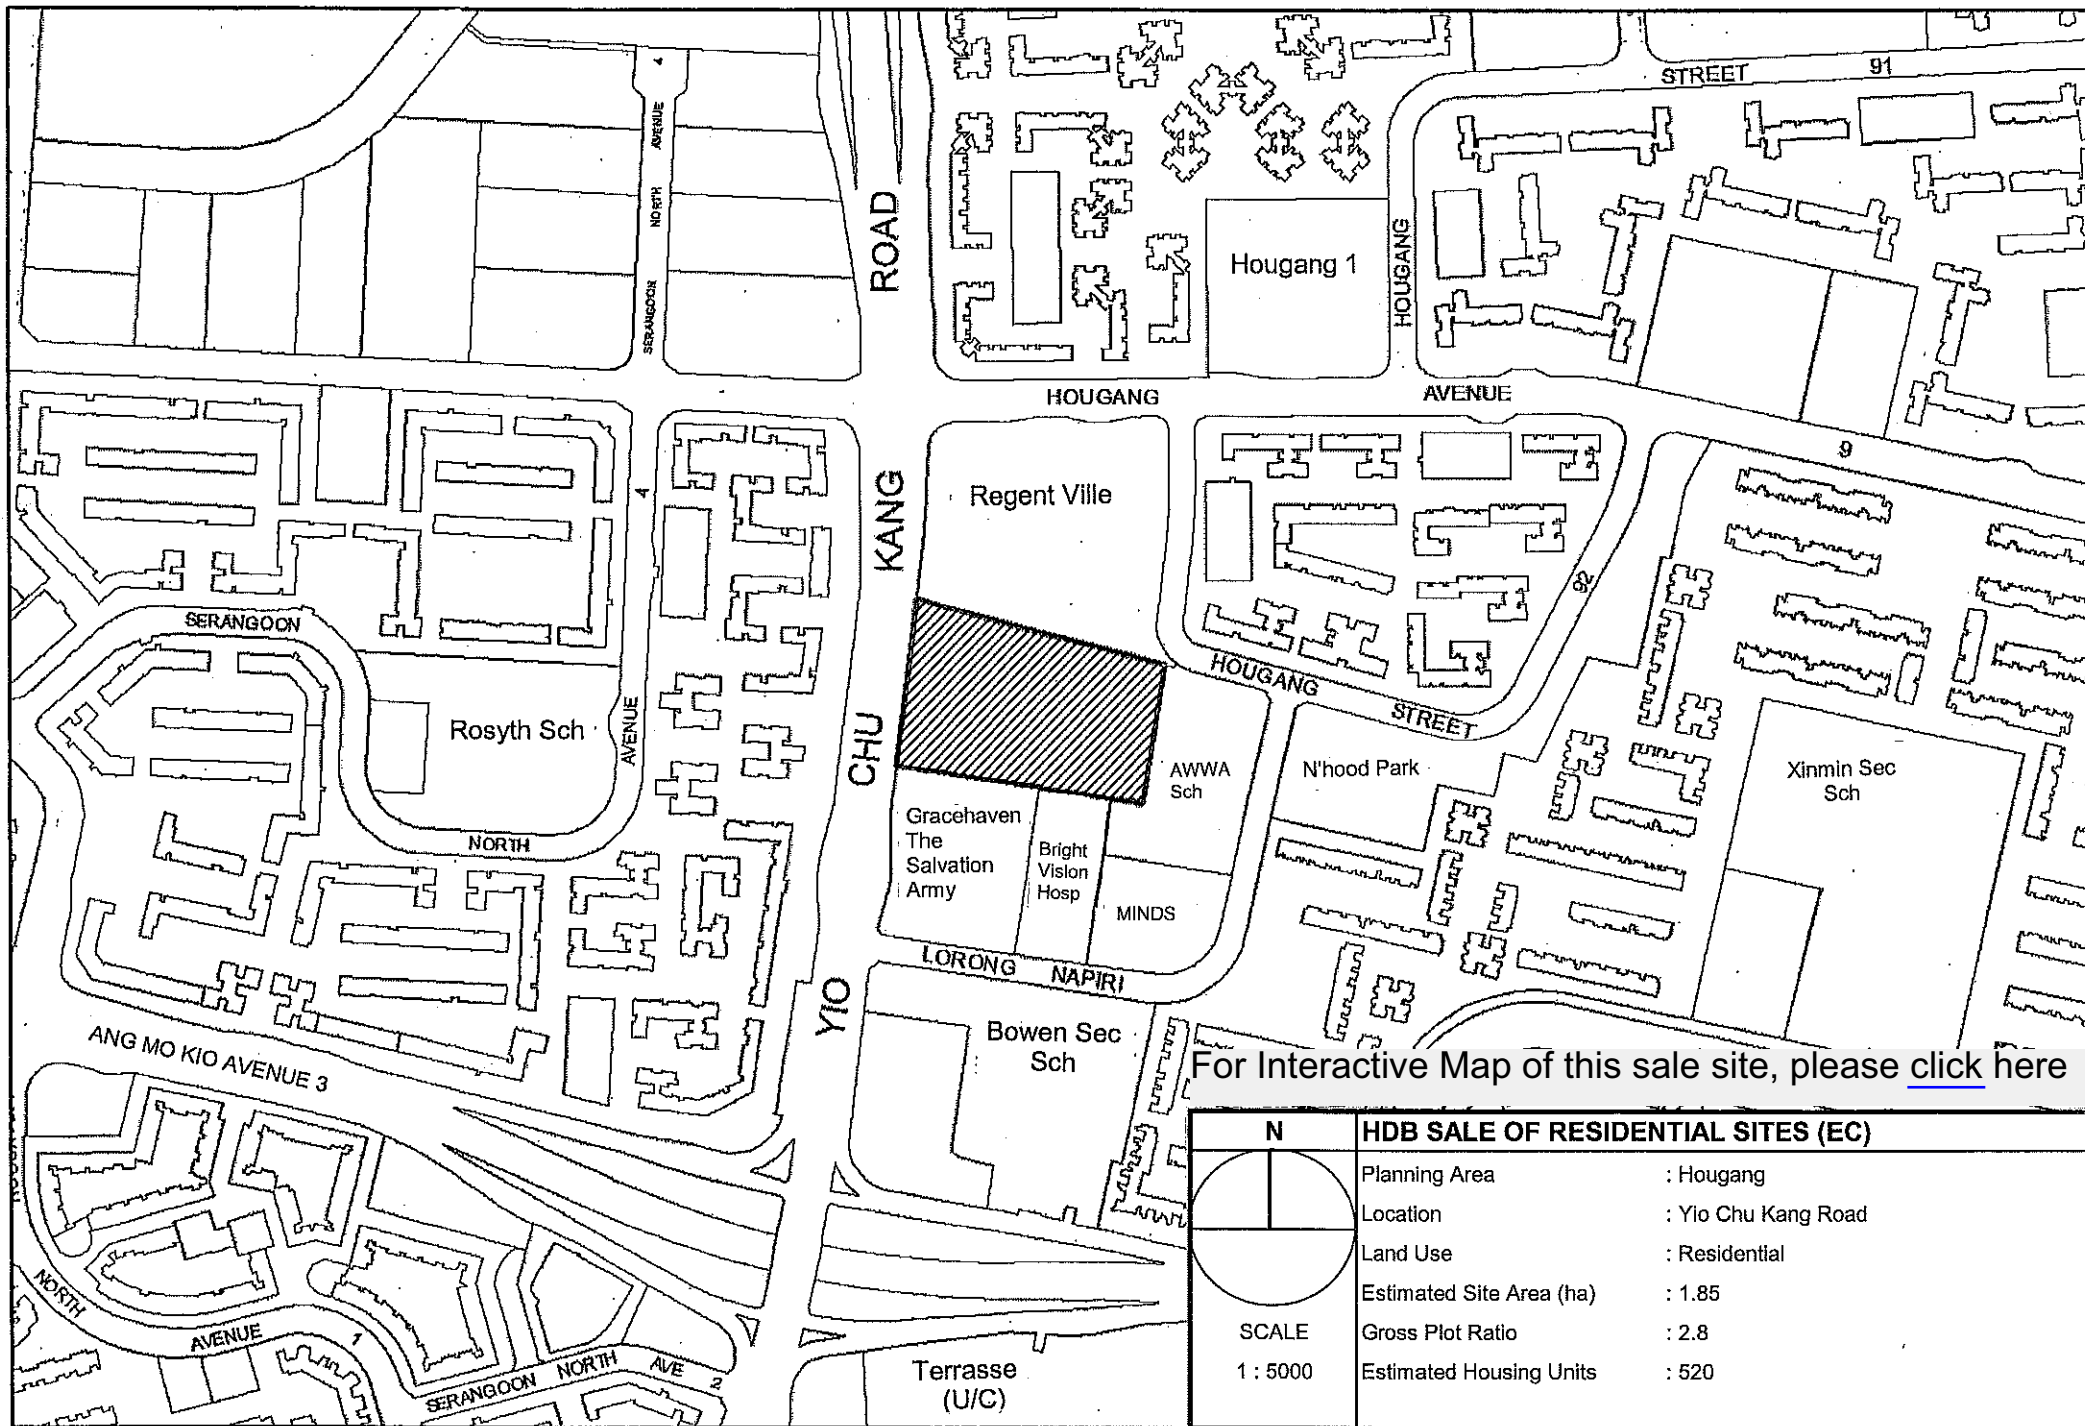 STREET 91
SERANGOON NORTH AVENUE 4
ROAD
Hougang 1
HOUGANG
HOUGANG AVENUE 9
KANG
Regent Ville
4
SERANGOON
92
HOUGANG
STREET
Rosyth Sch
AVENUE
CHU
AWWA
Sch
N'hood Park
Xinmin Sec
Sch
Gracehaven
The
Salvation
Army
Bright
Vision
Hosp
NORTH
MINDS
LORONG NAPIRI
YIO
Bowen Sec
Sch
ANG MO KIO AVENUE 3
For Interactive Map of this sale site, please click here
N
HDB SALE OF RESIDENTIAL SITES (EC)
Planning Area : Hougang
Location : Yio Chu Kang Road
Land Use : Residential
Estimated Site Area (ha) : 1.85
SCALE
Gross Plot Ratio : 2.8
1 : 5000
Estimated Housing Units : 520
NORTH
AVENUE 1
SERANGOON NORTH AVE 2
Terrasse
(U/C)